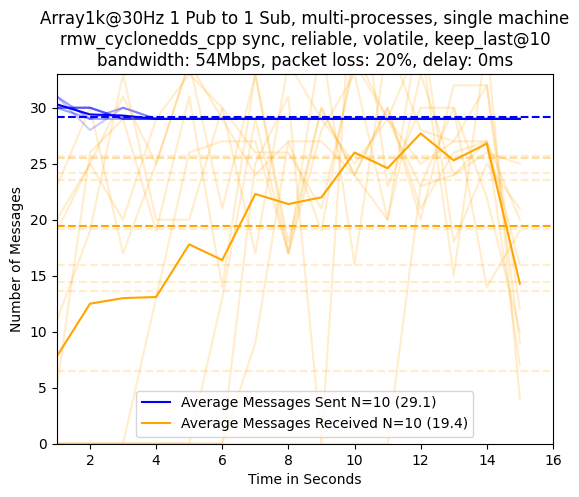 Array1k@30Hz 1 Pub to 1 Sub, multi-processes, single machine
rmw_cyclonedds_cpp sync, reliable, volatile, keep_last@10
bandwidth: 54Mbps, packet loss: 20%, delay: 0ms
Number of Messages
30
25
20
15
10
5
0
Average Messages Sent N=10 (29.1)
Average Messages Received N=10 (19.4)
2 4 6 8 10 12 14 16
Time in Seconds